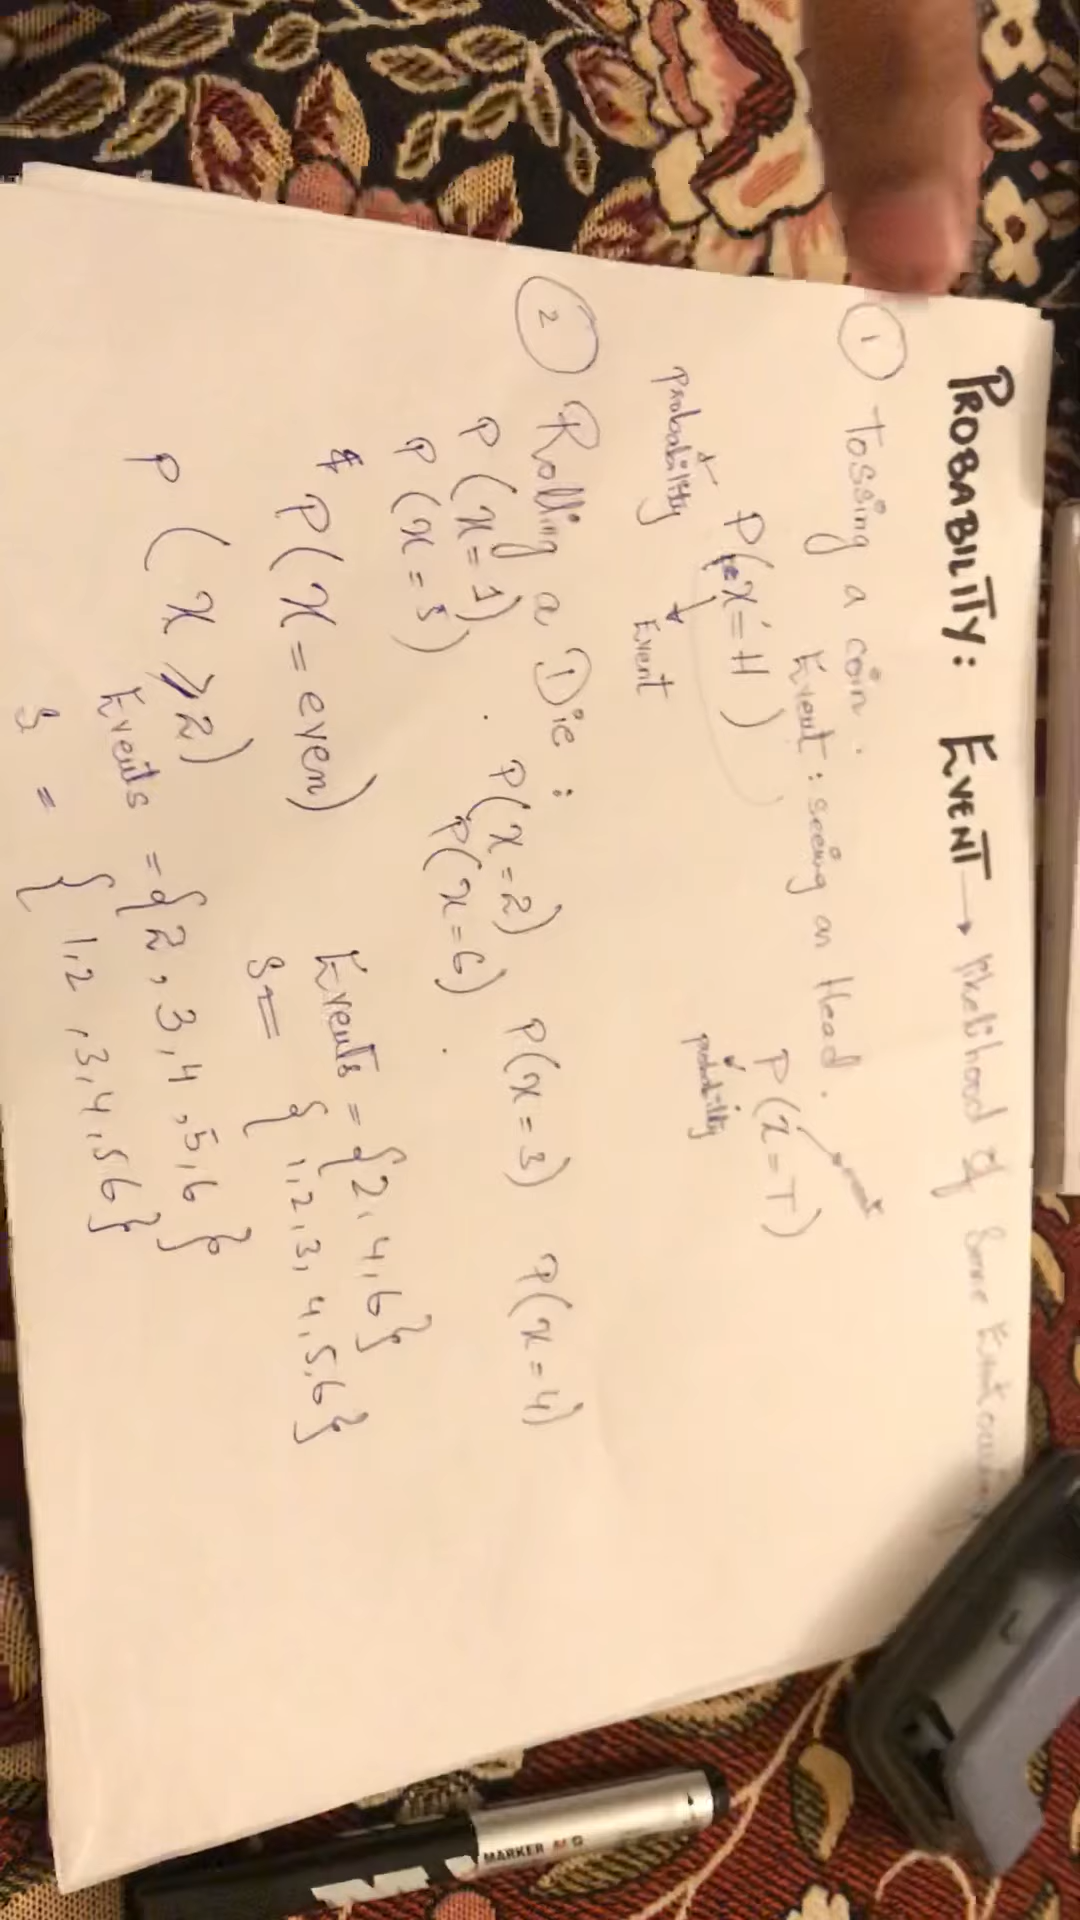 PROBABILITY: EVENT → likelihood of Some Event
① Tossing a coin.
Event: seeing an Head.
P(x=H)
P(x=T)
Probability
Event
probability
② Rolling a Die:
P(x=1) P(x=2) P(x=3) P(x=4)
P(x=5) P(x=6)
P(x=even)
Events = {2,4,6}
S = {1,2,3,4,5,6}
P(x ⩾ 2)
Events = {2,3,4,5,6}
S = {1,2,3,4,5 6}
MARKER